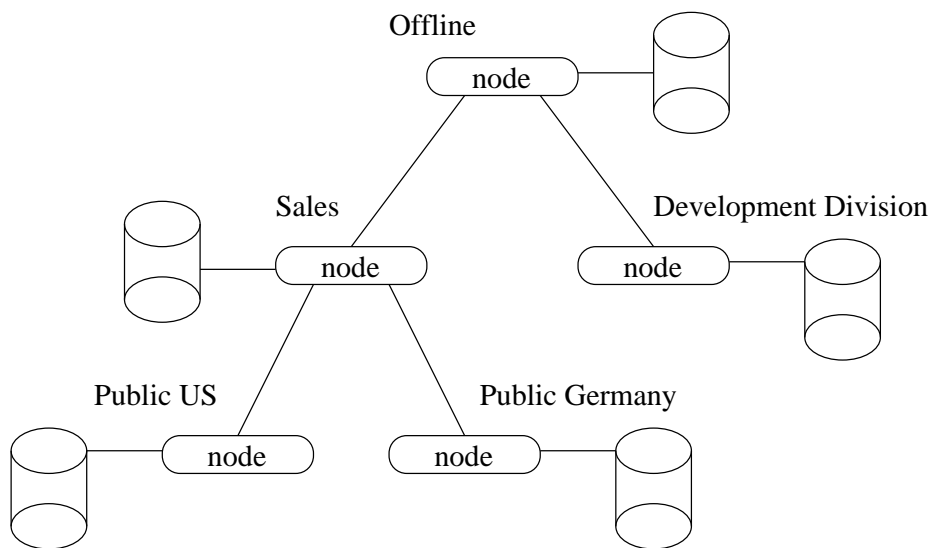 Offline
node
Sales
Development Division
node
node
Public US
Public Germany
node
node